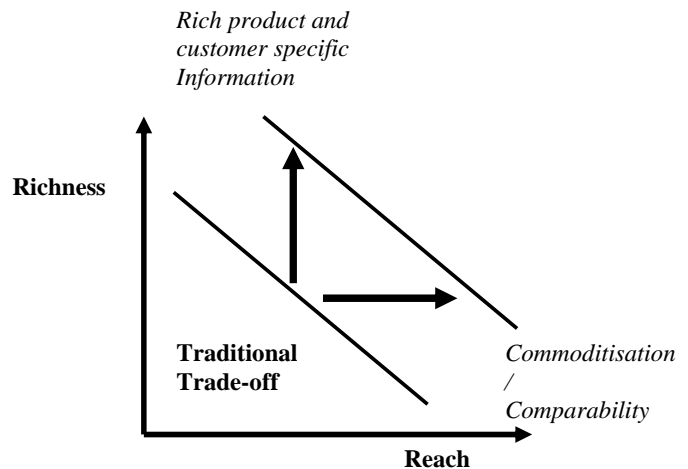 Rich product and
customer specific
Information
Richness
Traditional
Trade-off
Commoditisation
/
Comparability
Reach